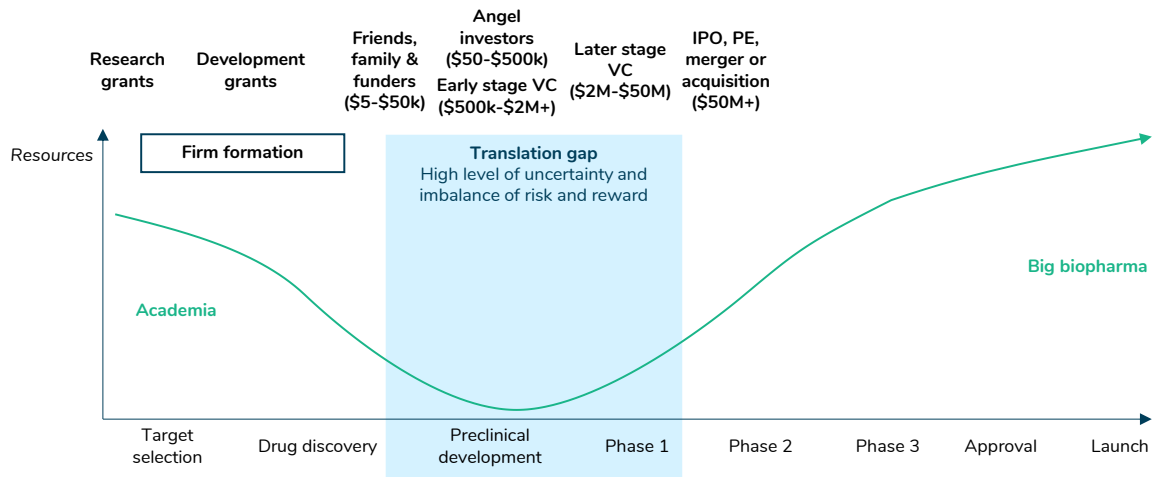 Research
grants
Development
grants
Friends,
family &
funders
($5-$50k)
Angel
investors
($50-$500k)
Early stage VC
($500k-$2M+)
Later stage
VC
($2M-$50M)
IPO, PE,
merger or
acquisition
($50M+)
Resources
Firm formation
Translation gap
High level of uncertainty and
imbalance of risk and reward
Academia
Big biopharma
Target
selection
Drug discovery
Preclinical
development
Phase 1
Phase 2
Phase 3
Approval
Launch